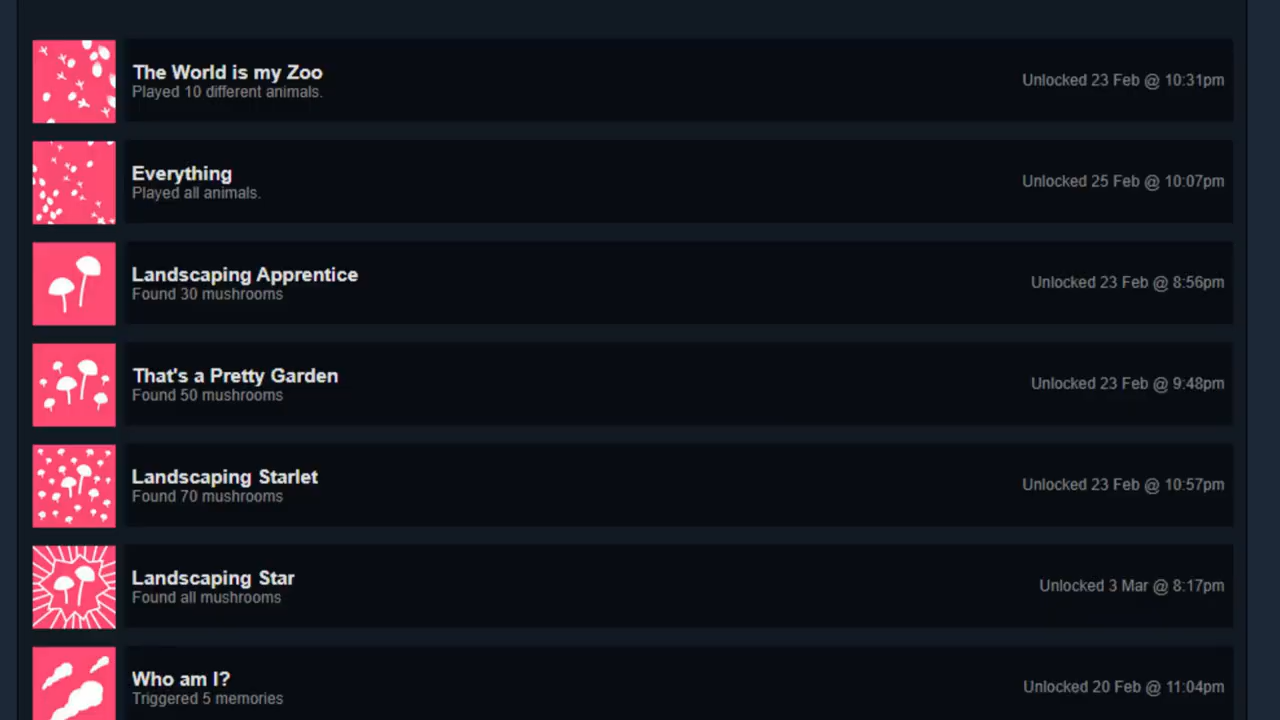 The World is my Zoo
Played 10 different animals.
Unlocked 23 Feb @ 10:31pm
Everything
Played all animals.
Unlocked 25 Feb @ 10:07pm
Landscaping Apprentice
Found 30 mushrooms
Unlocked 23 Feb @ 8:56pm
That's a Pretty Garden
Found 50 mushrooms
Unlocked 23 Feb @ 9:48pm
Landscaping Starlet
Found 70 mushrooms
Unlocked 23 Feb @ 10:57pm
Landscaping Star
Found all mushrooms
Unlocked 3 Mar @ 8:17pm
Who am I?
Triggered 5 memories
Unlocked 20 Feb @ 11:04pm